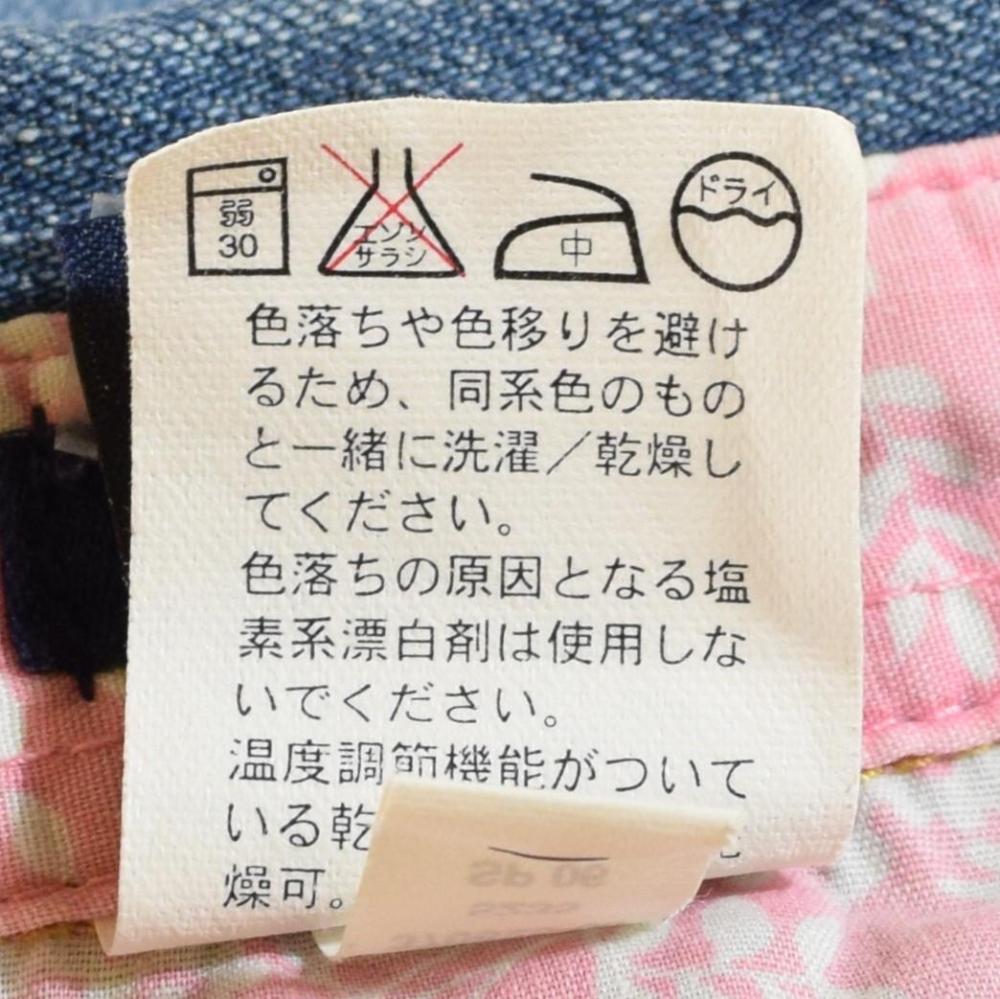 弱
30
エンソ
サラシ
中
ドライ
色落ちや色移りを避け
るため、同系色のもの
と一緒に洗濯／乾燥し
てください。
色落ちの原因となる塩
素系漂白剤は使用しな
いでください。
温度調節機能がついて
いる乾
燥可。
SP 06